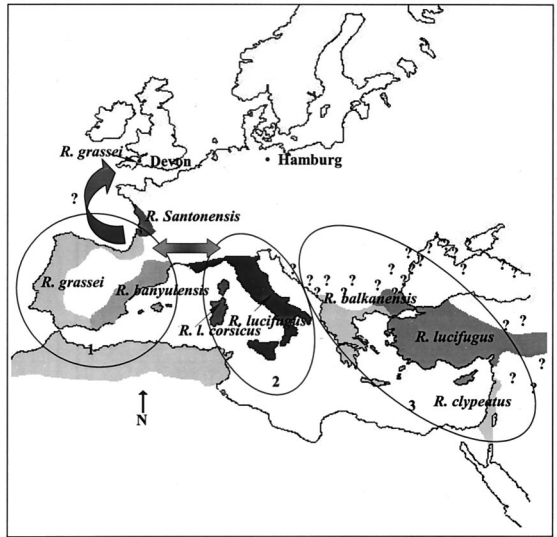 R. grassei
Devon
Hamburg
?
R. Santonensis
R. grassei
R. banyulensis
R. l. corsicus
R. lucifugus
? ? ? ? ? ? ? ? ? ? ? ? ? ?
R. balkanensis
R. lucifugus
? ?
? ?
R. clypeatus
1
2
3
N